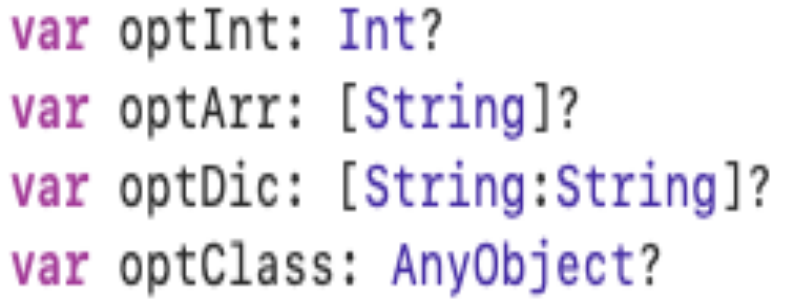 var optInt: Int?
var optArr: [String]?
var optDic: [String:String]?
var optClass: AnyObject?